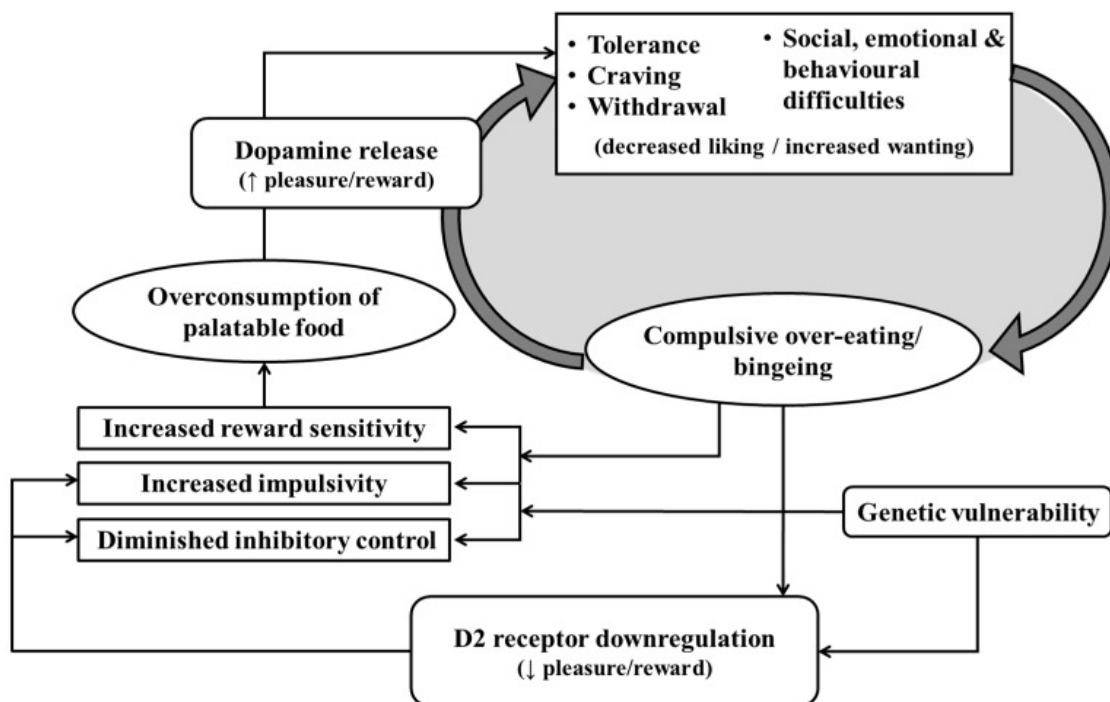 • Tolerance
• Craving
• Withdrawal
• Social, emotional &
behavioural
difficulties
(decreased liking / increased wanting)
Dopamine release
(↑ pleasure/reward)
Overconsumption of
palatable food
Compulsive over-eating/
bingeing
Increased reward sensitivity
Increased impulsivity
Diminished inhibitory control
Genetic vulnerability
D2 receptor downregulation
(↓ pleasure/reward)